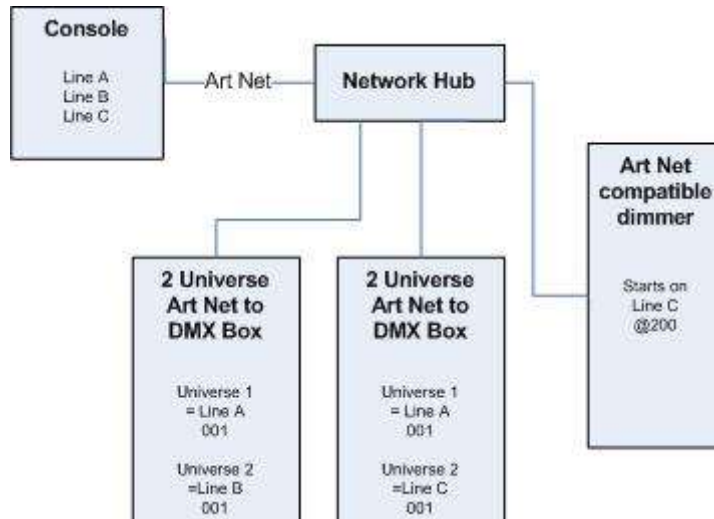 Console
Line A
Line B
Line C
Art Net
Network Hub
Art Net
compatible
dimmer
Starts on
Line C
@200
2 Universe
Art Net to
DMX Box
Universe 1
= Line A
001
Universe 2
=Line B
001
2 Universe
Art Net to
DMX Box
Universe 1
= Line A
001
Universe 2
=Line C
001